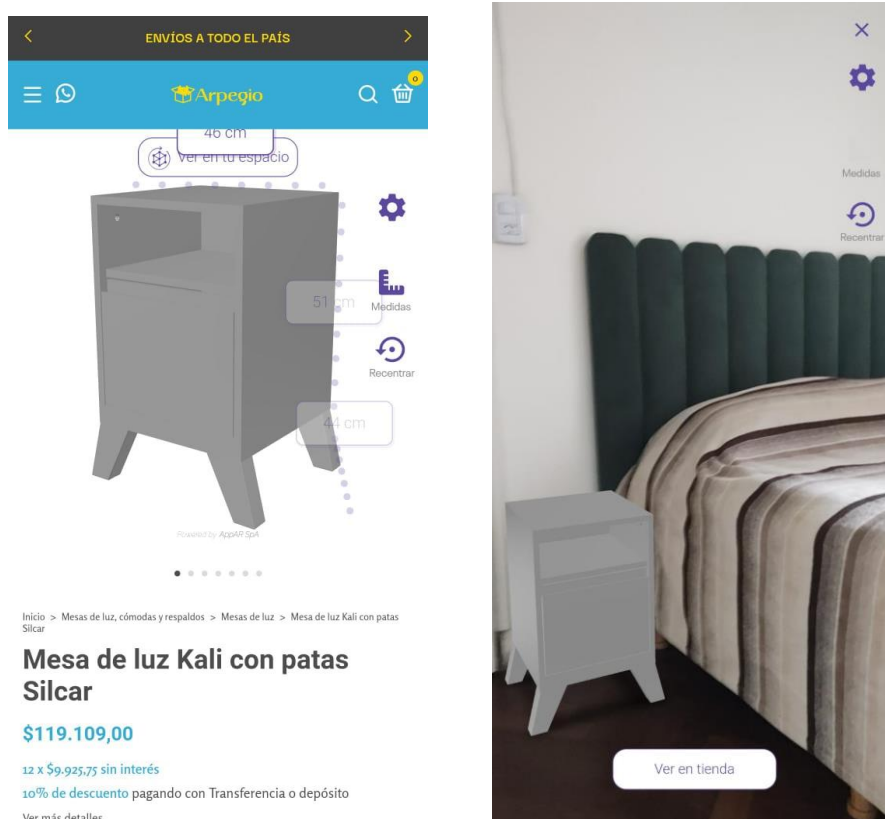 ENVÍOS A TODO EL PAÍS
Arpegio
0
46 cm
Ver en tu espacio
51 cm
Medidas
Recentrar
44 cm
Powered by AppAR SpA
Inicio > Mesas de luz, cómodas y respaldos > Mesas de luz > Mesa de luz Kali con patas
Silcar
Mesa de luz Kali con patas
Silcar
$119.109,00
12 x $9.925,75 sin interés
10% de descuento pagando con Transferencia o depósito
Ver más detalles
Medidas
Recentrar
Ver en tienda